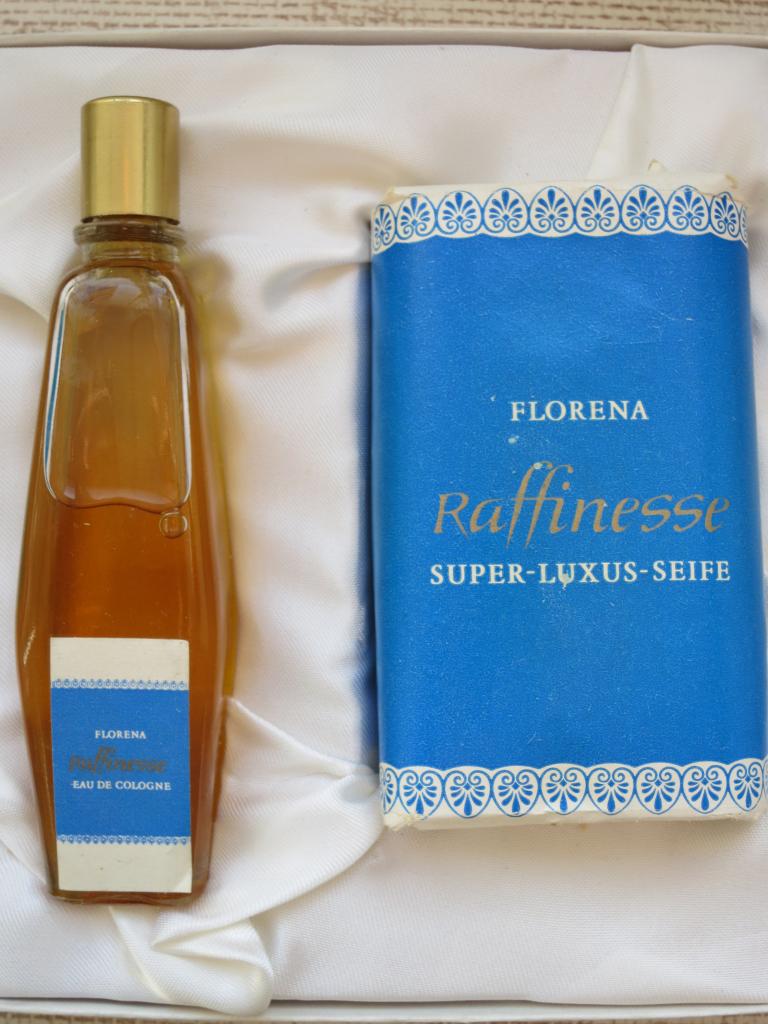 FLORENA
Raffinesse
EAU DE COLOGNE
FLORENA
Raffinesse
SUPER-LUXUS-SEIFE